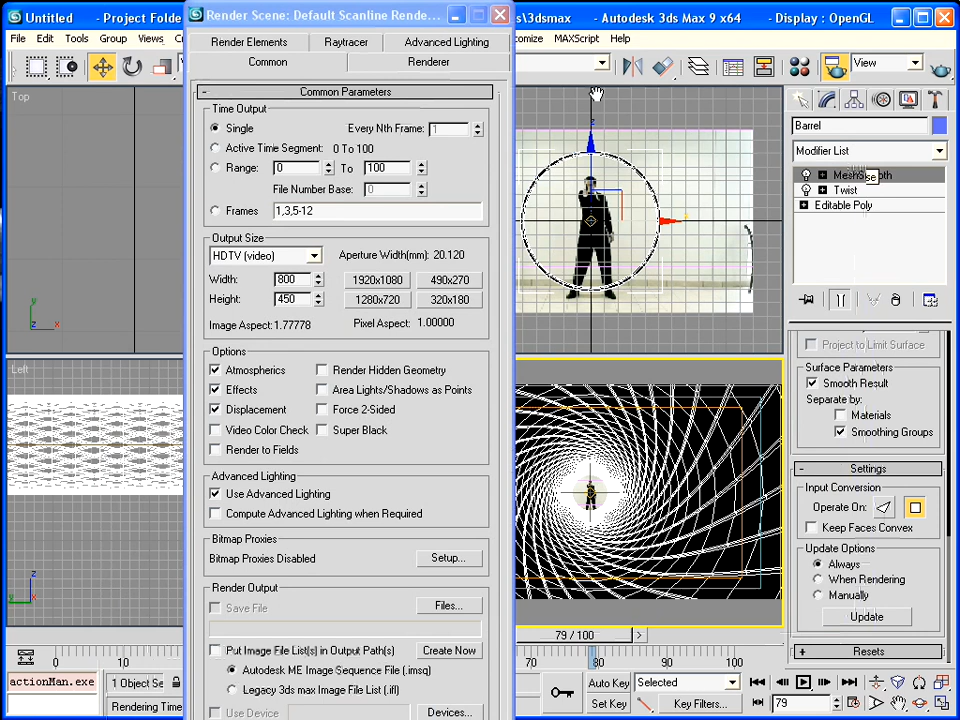 Untitled - Project Folde
Render Scene: Default Scanline Rende...
s\3dsmax - Autodesk 3ds Max 9 x64 - Display : OpenGL
File Edit Tools Group Views
tomize MAXScript Help
Render Elements Raytracer Advanced Lighting
Common Renderer
View
Top
- Common Parameters
Time Output
Single Every Nth Frame: 1
Active Time Segment: 0 To 100
Range: 0 To 100
File Number Base: 0
Frames 1,3,5-12
Output Size
HDTV (video) Aperture Width(mm): 20.120
Width: 800 1920x1080 490x270
Height: 450 1280x720 320x180
Image Aspect: 1.77778 Pixel Aspect: 1.00000
Options
Atmospherics Render Hidden Geometry
Effects Area Lights/Shadows as Points
Displacement Force 2-Sided
Video Color Check Super Black
Render to Fields
Advanced Lighting
Use Advanced Lighting
Compute Advanced Lighting when Required
Bitmap Proxies
Bitmap Proxies Disabled Setup...
Render Output
Save File Files...
Put Image File List(s) in Output Path(s) Create Now
Autodesk ME Image Sequence File (.imsq)
Legacy 3ds max Image File List (.ifl)
Use Device Devices...
Left
y
x
z
z
x
z
Barrel
Modifier List
MeshSmooth
se
Twist
Editable Poly
Project to Limit Surface
Surface Parameters
Smooth Result
Separate by:
Materials
Smoothing Groups
- Settings
Input Conversion
Operate On:
Keep Faces Convex
Update Options
Always
When Rendering
Manually
Update
+ Resets
79 / 100 >
0 10 70 80 90 100
actionMan.exe 1 Object Se Auto Key Selected
Rendering Time Set Key Key Filters... 79